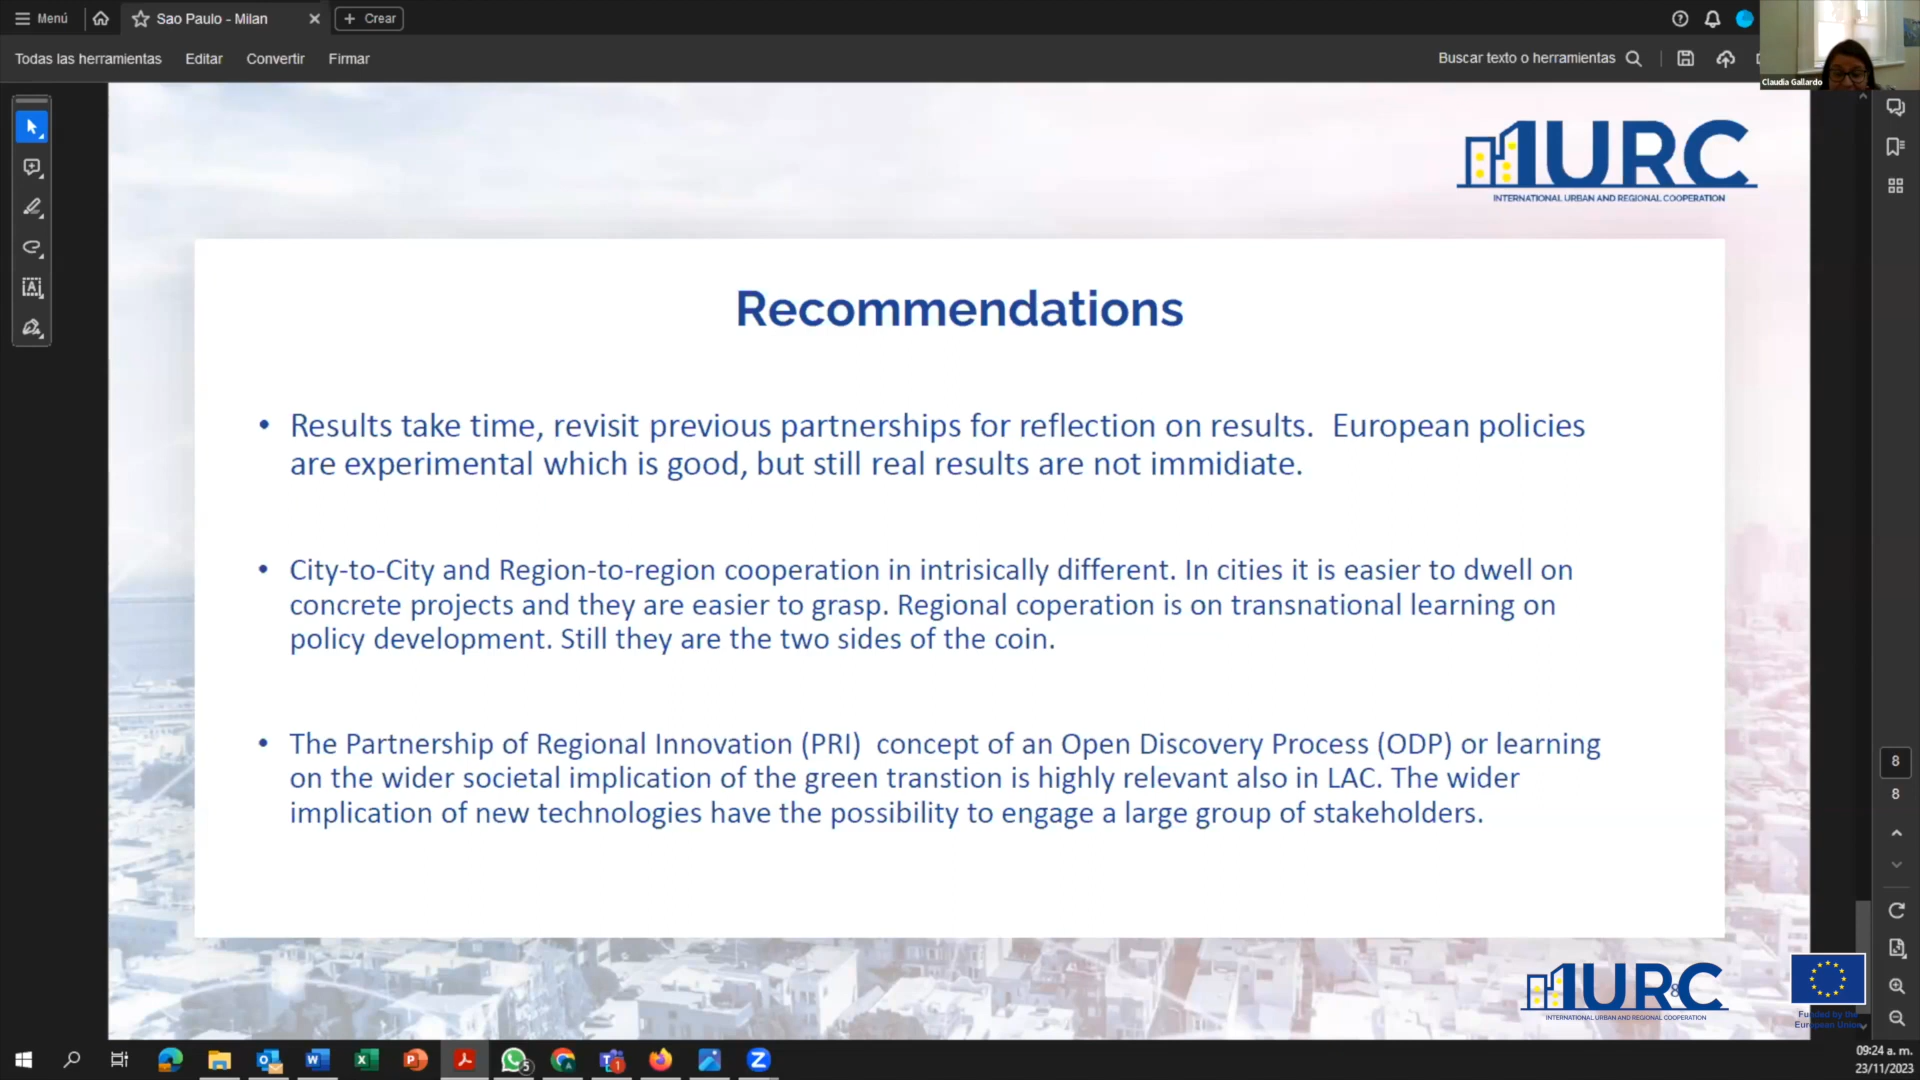 Menú
Sao Paulo - Milan
Crear
Todas las herramientas
Editar
Convertir
Firmar
Buscar texto o herramientas
Claudia Gallardo
IURC
INTERNATIONAL URBAN AND REGIONAL COOPERATION
Recommendations
• Results take time, revisit previous partnerships for reflection on results. European policies
are experimental which is good, but still real results are not immidiate.
• City-to-City and Region-to-region cooperation in intrisically different. In cities it is easier to dwell on
concrete projects and they are easier to grasp. Regional coperation is on transnational learning on
policy development. Still they are the two sides of the coin.
• The Partnership of Regional Innovation (PRI) concept of an Open Discovery Process (ODP) or learning
on the wider societal implication of the green transtion is highly relevant also in LAC. The wider
implication of new technologies have the possibility to engage a large group of stakeholders.
8
8
IURC
8
INTERNATIONAL URBAN AND REGIONAL COOPERATION
Funded by the
European Union
5
1
09:24 a. m.
23/11/2023